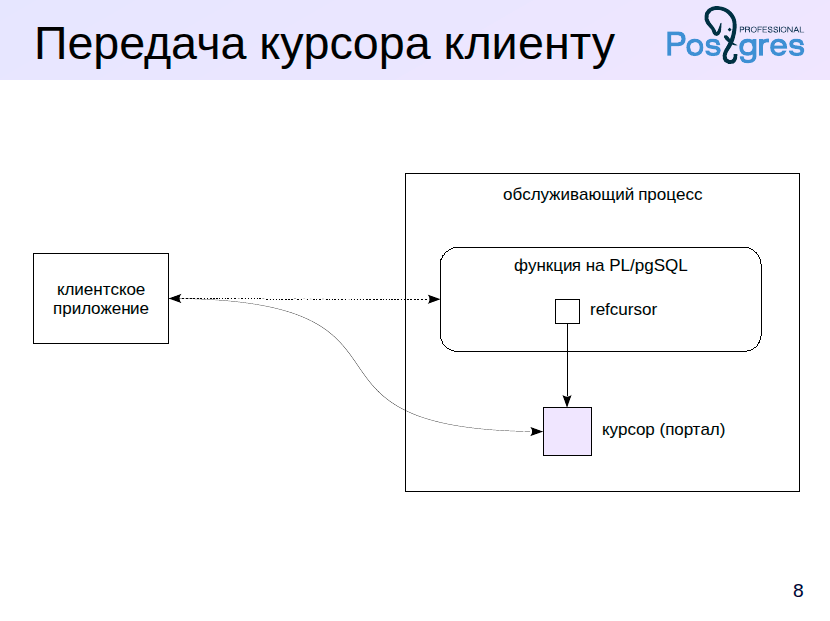 Передача курсора клиенту
PROFESSIONAL
Postgres
обслуживающий процесс
функция на PL/pgSQL
клиентское
приложение
refcursor
курсор (портал)
8